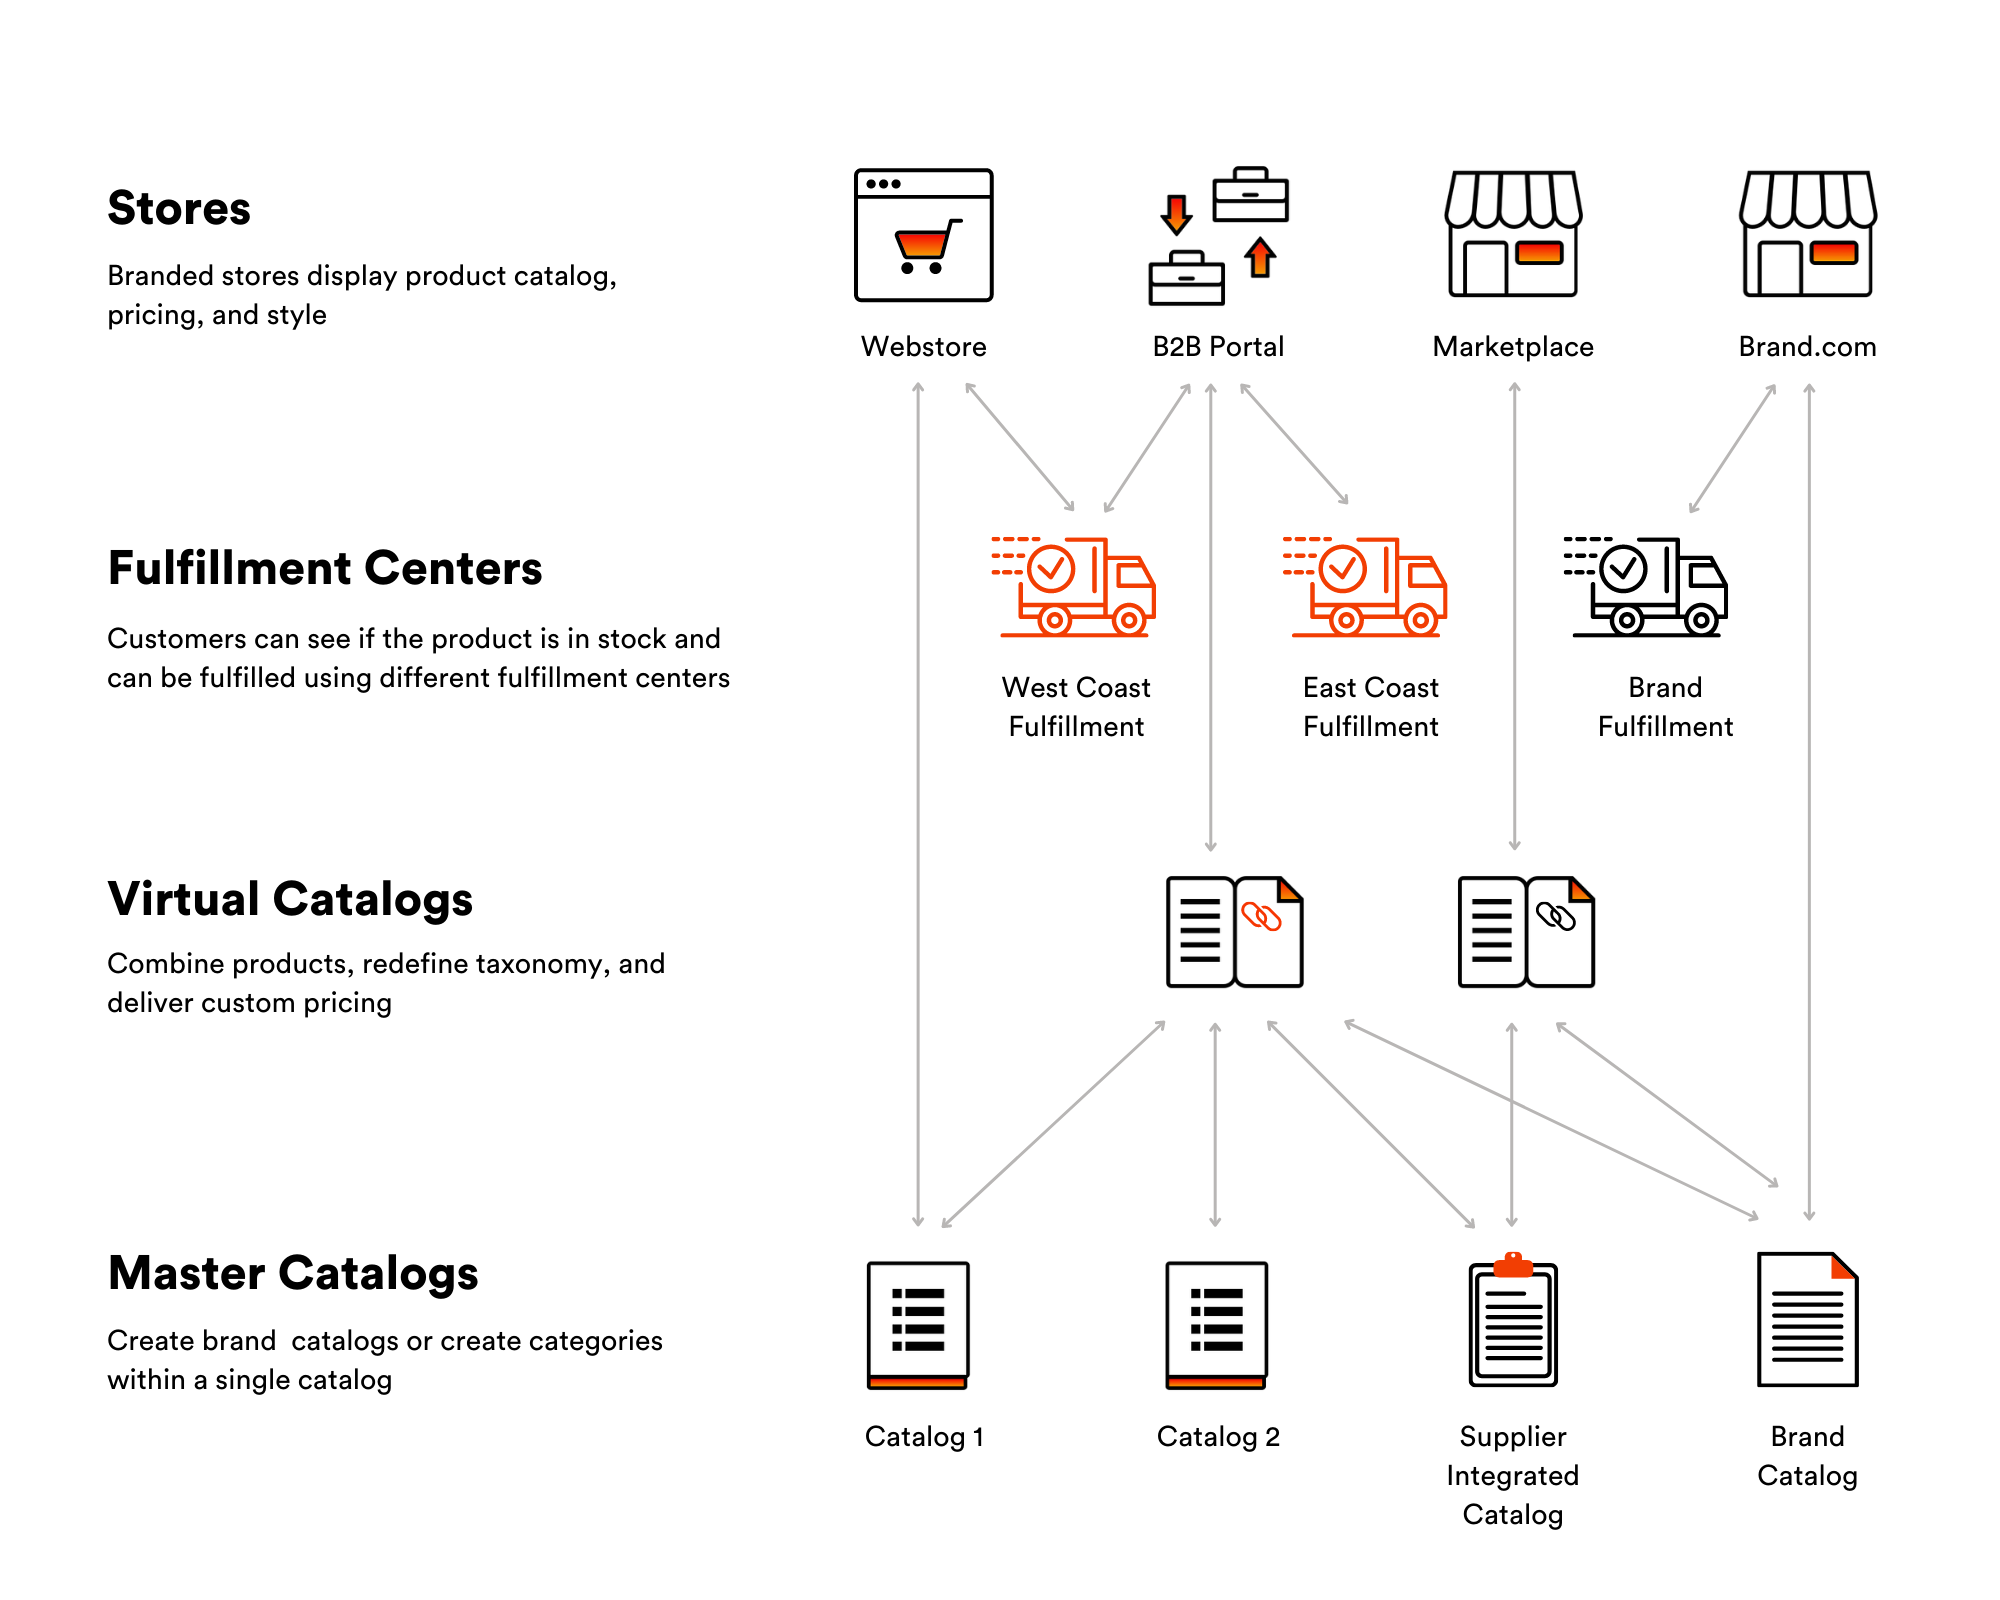 Stores
Branded stores display product catalog,
pricing, and style
Webstore
B2B Portal
Marketplace
Brand.com
Fulfillment Centers
Customers can see if the product is in stock and
can be fulfilled using different fulfillment centers
West Coast
Fulfillment
East Coast
Fulfillment
Brand
Fulfillment
Virtual Catalogs
Combine products, redefine taxonomy, and
deliver custom pricing
Master Catalogs
Create brand  catalogs or create categories
within a single catalog
Catalog 1
Catalog 2
Supplier
Integrated
Catalog
Brand
Catalog